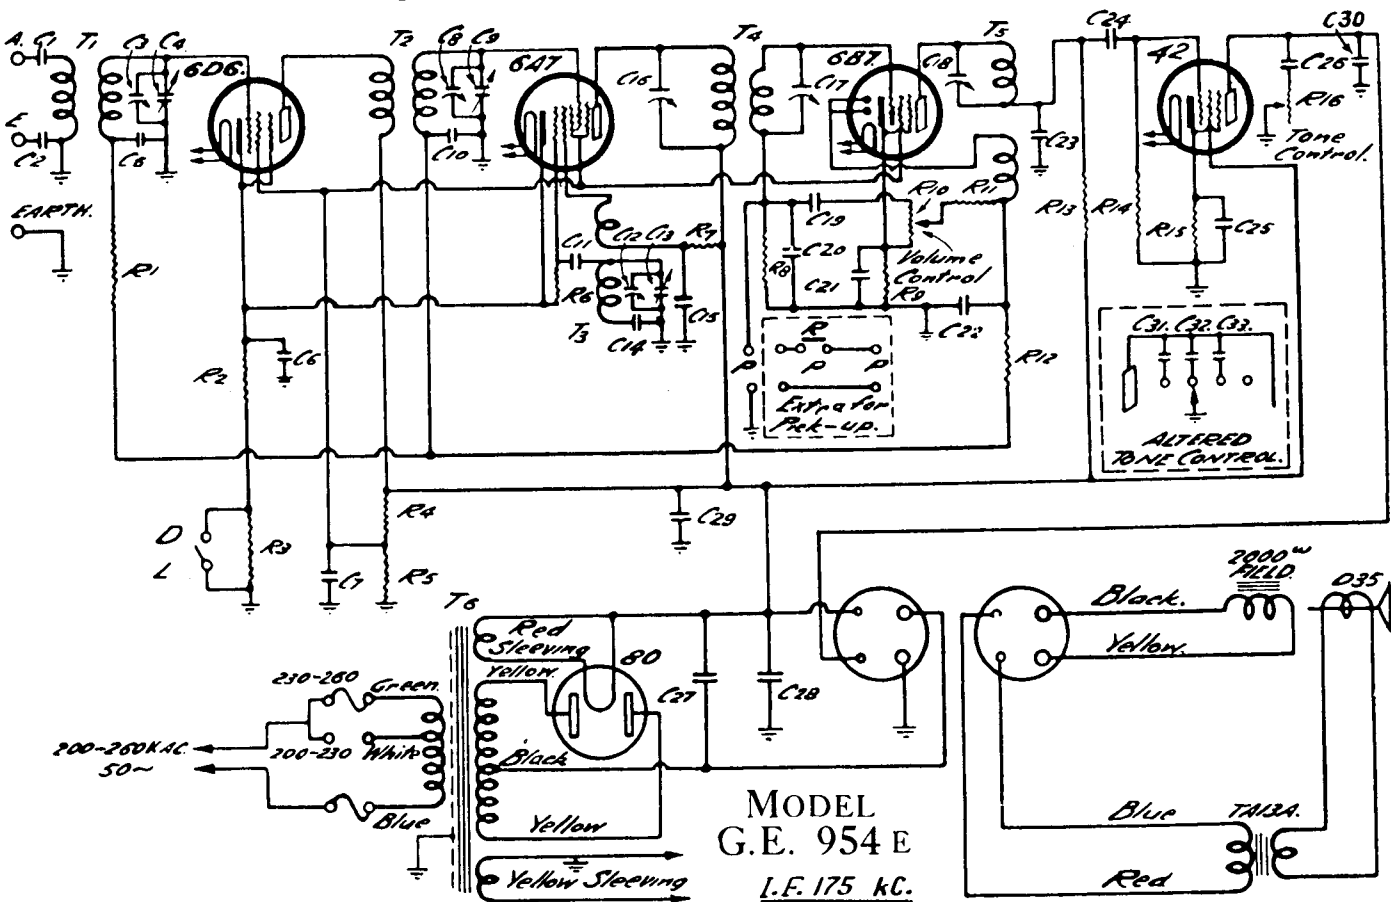 A. C1
T1
C3
C4
6D6.
T2
C8
C9
6A7
C16
T4
C17
6B7
C18
T5
C24
42
C30
C26
R16
Tone
Control.
E
C2
C5
C10
C23
EARTH.
R1
C11
C12
C13
R7
R6
T3
C14
C15
C19
R10
R11
C20
R8
C21
Volume
Control
R9
C22
R13
R14
R15
C25
R2
C6
P
R
P
P
Extra for
Pick-up.
R12
C31. C32. C33.
ALTERED
TONE CONTROL.
D
L
R3
C7
R4
R5
C29
T6
Red
Sleeving
Yellow.
80
C27
C28
2000ω
FIELD.
D35
Black.
Yellow.
230-260
Green.
200-260V.AC.
50~
200-230
White
Black
Blue
Yellow
Yellow Sleeving
MODEL
G.E. 954 E
I.F. 175 kC.
Blue
TA13A.
Red